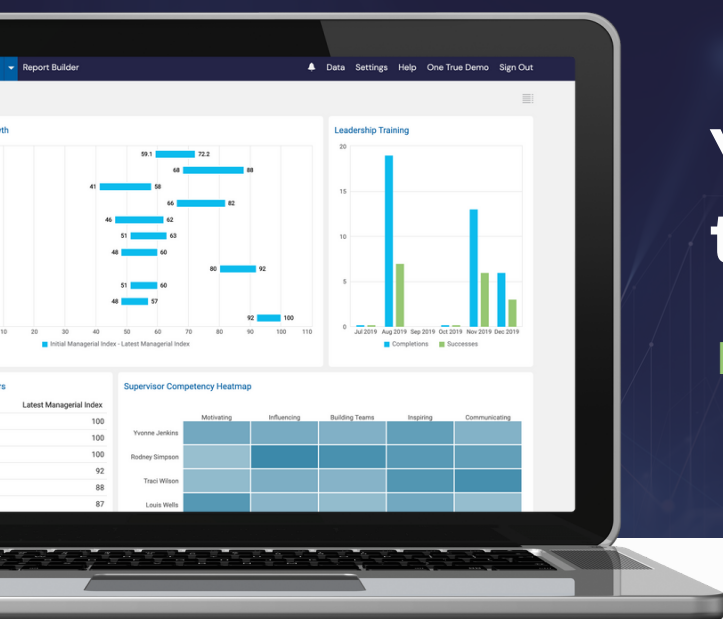 Report Builder
Data Settings Help One True Demo Sign Out
Leadership Training
59.1 72.2
68 88
41 58
66 82
46 62
51 63
48 60
80 92
51 60
48 57
92 100
10 20 30 40 50 60 70 80 90 100 110
Initial Managerial Index - Latest Managerial Index
20
15
10
5
0
Jul 2019 Aug 2019 Sep 2019 Oct 2019 Nov 2019 Dec 2019
Completions Successes
Supervisor Competency Heatmap
Latest Managerial Index
100
100
100
92
88
87
Motivating Influencing Building Teams Inspiring Communicating
Yvonne Jenkins
Rodney Simpson
Traci Wilson
Louis Wells